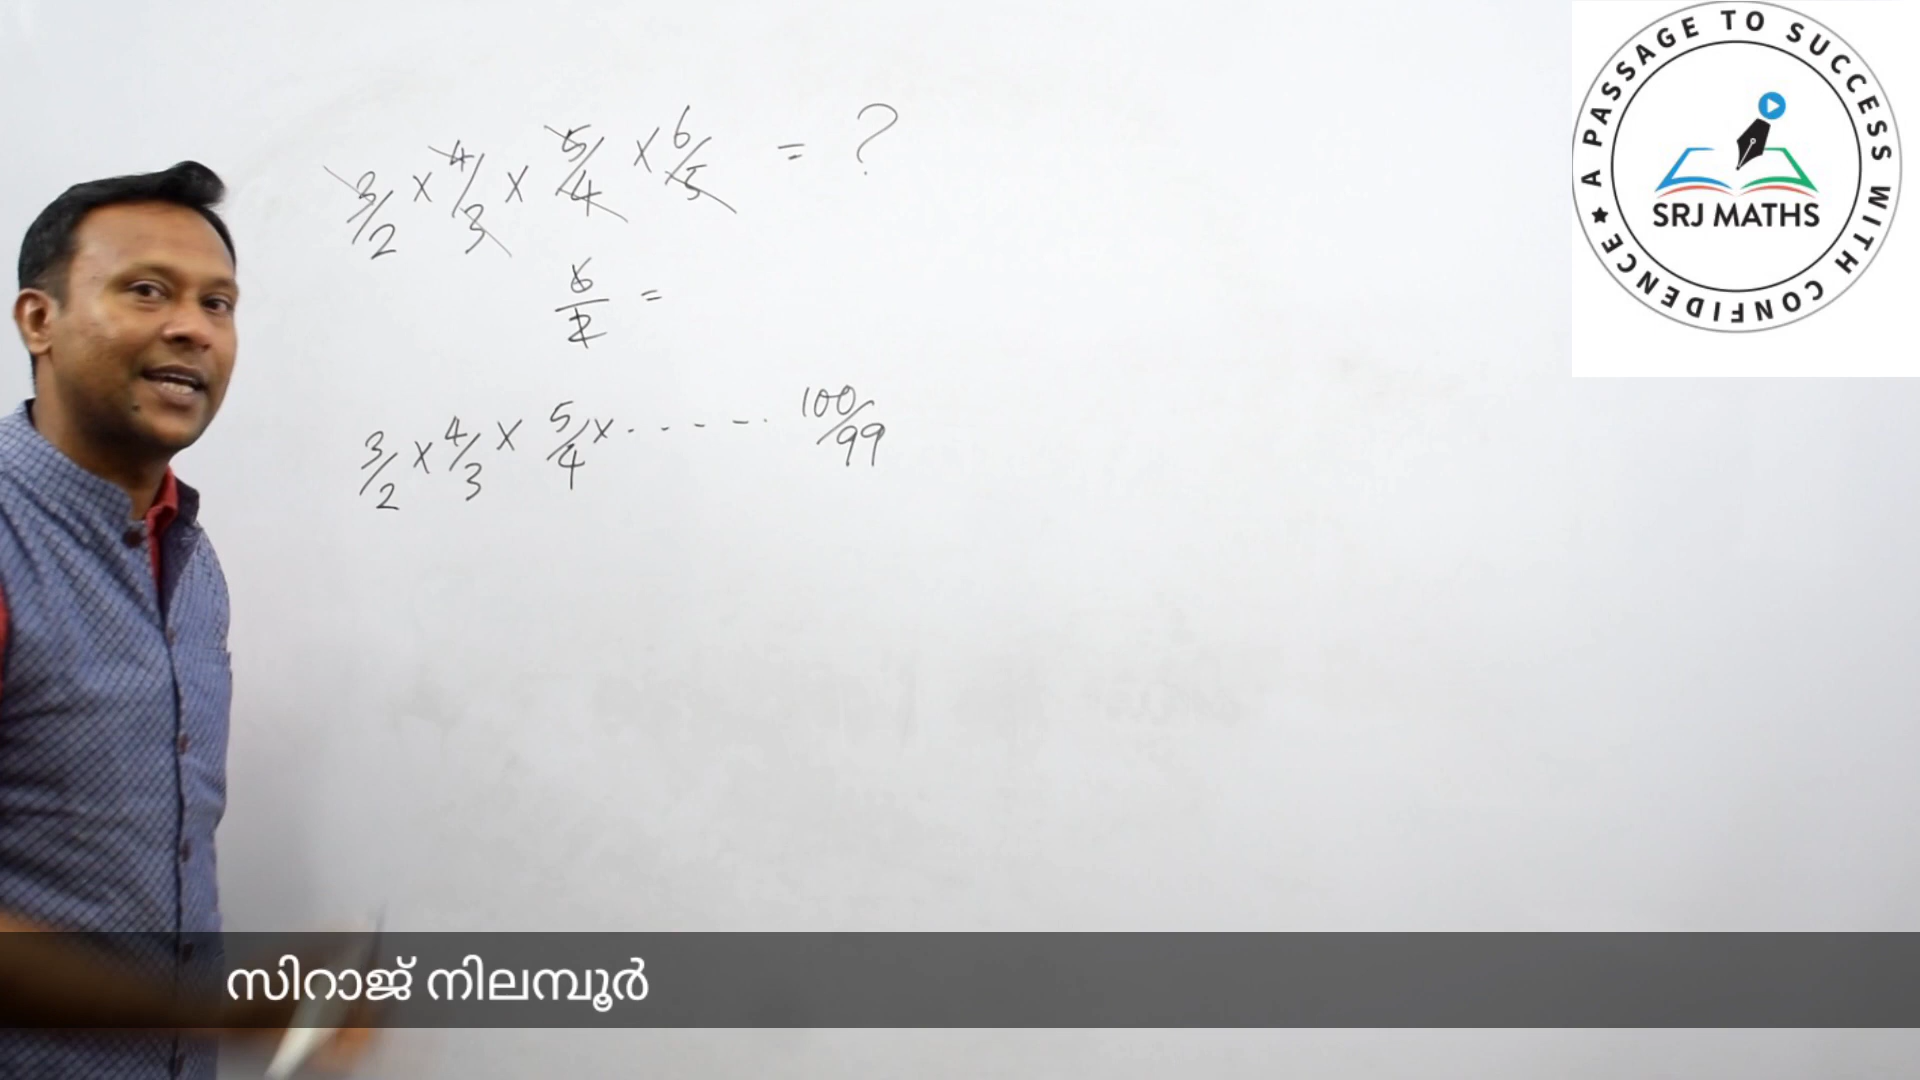 3/2 × 4/3 × 5/4 × 6/5 = ?
6/2 =
3/2 × 4/3 × 5/4 × . . - - - . 100/99
A PASSAGE TO SUCCESS WITH CONFIDENCE ★
SRJ MATHS
സിറാജ് നിലമ്പൂർ